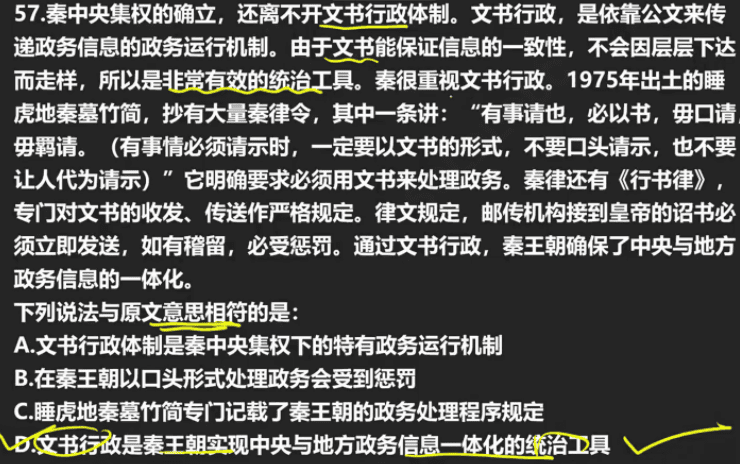 57.秦中央集权的确立，还离不开文书行政体制。文书行政，是依靠公文来传
递政务信息的政务运行机制。由于文书能保证信息的一致性，不会因层层下达
而走样，所以是非常有效的统治工具。秦很重视文书行政。1975年出土的睡
虎地秦墓竹简，抄有大量秦律令，其中一条讲：“有事请也，必以书，毋口请，
毋羁请。（有事情必须请示时，一定要以文书的形式，不要口头请示，也不要
让人代为请示）”它明确要求必须用文书来处理政务。秦律还有《行书律》，
专门对文书的收发、传送作严格规定。律文规定，邮传机构接到皇帝的诏书必
须立即发送，如有稽留，必受惩罚。通过文书行政，秦王朝确保了中央与地方
政务信息的一体化。
下列说法与原文意思相符的是：
A.文书行政体制是秦中央集权下的特有政务运行机制
B.在秦王朝以口头形式处理政务会受到惩罚
C.睡虎地秦墓竹简专门记载了秦王朝的政务处理程序规定
D.文书行政是秦王朝实现中央与地方政务信息一体化的统治工具